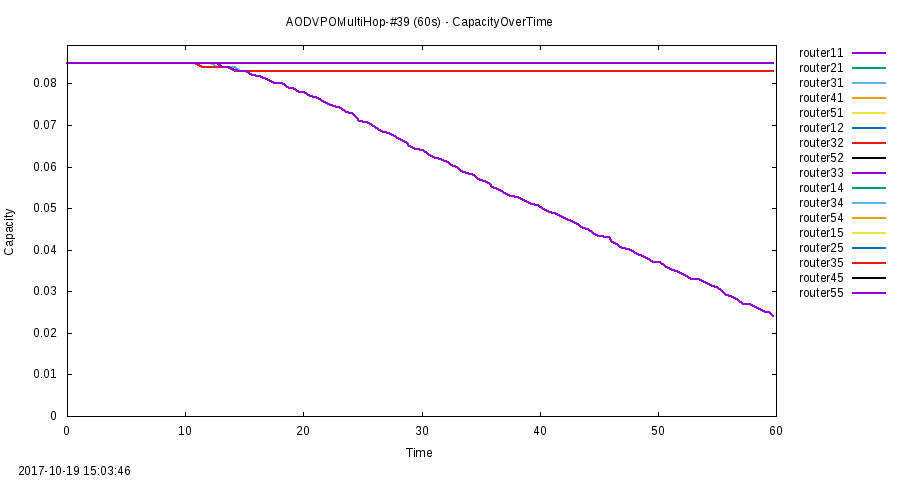 AODVPOMultiHop-#39 (60s) - CapacityOverTime
router11
router21
router31
router41
router51
router12
router32
router52
router33
router14
router34
router54
router15
router25
router35
router45
router55
0.08
0.07
0.06
0.05
0.04
0.03
0.02
0.01
0
Capacity
0 10 20 30 40 50 60
Time
2017-10-19 15:03:46